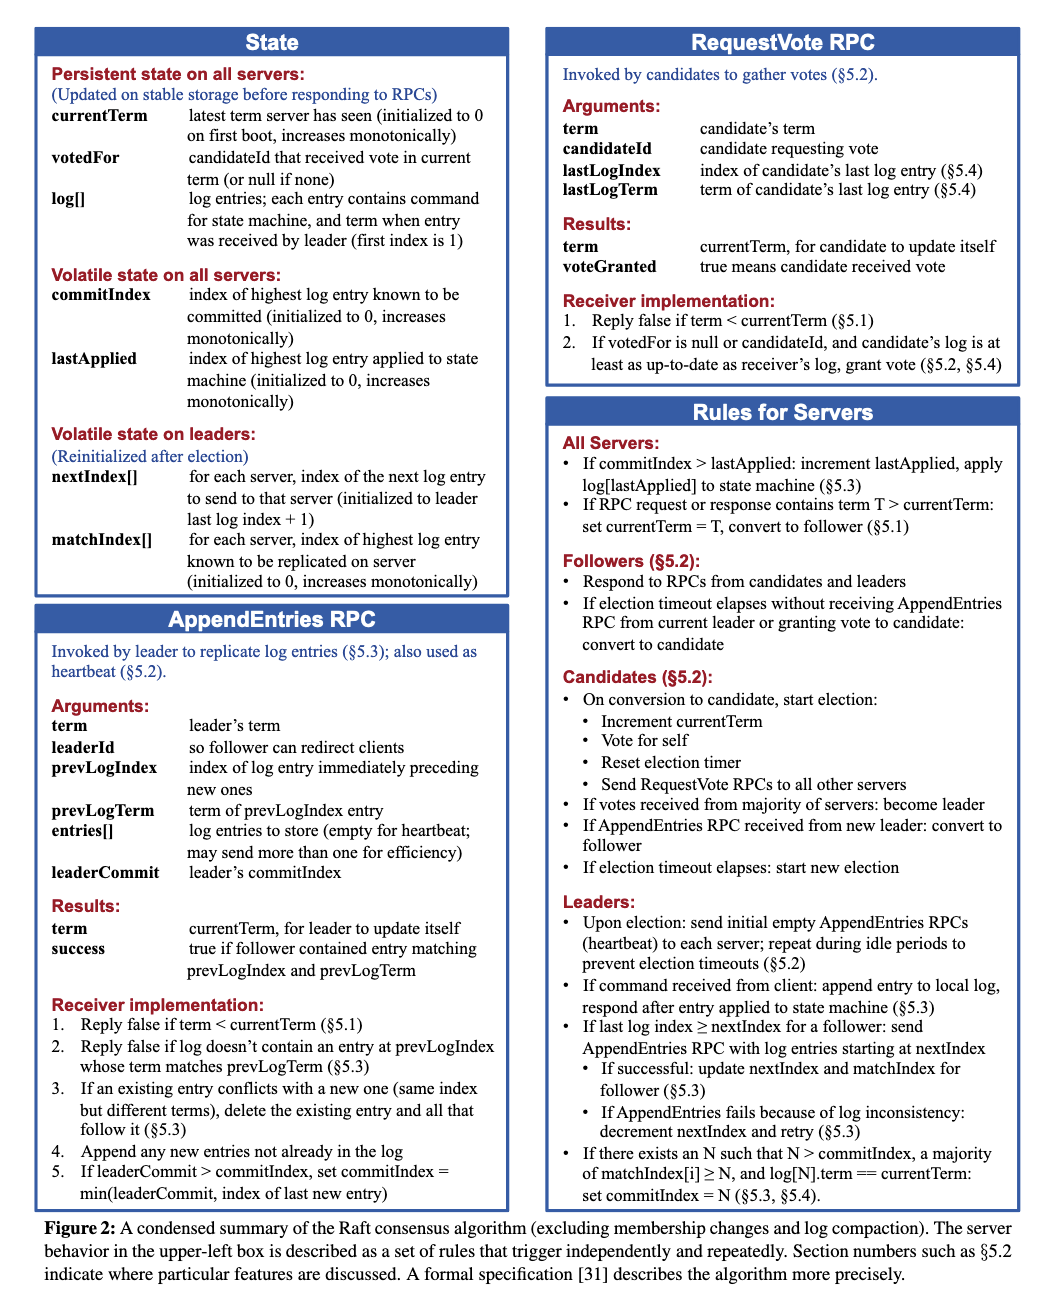 State
Persistent state on all servers:
(Updated on stable storage before responding to RPCs)
currentTerm latest term server has seen (initialized to 0
on first boot, increases monotonically)
votedFor candidateId that received vote in current
term (or null if none)
log[] log entries; each entry contains command
for state machine, and term when entry
was received by leader (first index is 1)
Volatile state on all servers:
commitIndex index of highest log entry known to be
committed (initialized to 0, increases
monotonically)
lastApplied index of highest log entry applied to state
machine (initialized to 0, increases
monotonically)
Volatile state on leaders:
(Reinitialized after election)
nextIndex[] for each server, index of the next log entry
to send to that server (initialized to leader
last log index + 1)
matchIndex[] for each server, index of highest log entry
known to be replicated on server
(initialized to 0, increases monotonically)
AppendEntries RPC
Invoked by leader to replicate log entries (§5.3); also used as
heartbeat (§5.2).
Arguments:
term leader's term
leaderId so follower can redirect clients
prevLogIndex index of log entry immediately preceding
new ones
prevLogTerm term of prevLogIndex entry
entries[] log entries to store (empty for heartbeat;
may send more than one for efficiency)
leaderCommit leader's commitIndex
Results:
term currentTerm, for leader to update itself
success true if follower contained entry matching
prevLogIndex and prevLogTerm
Receiver implementation:
1. Reply false if term < currentTerm (§5.1)
2. Reply false if log doesn't contain an entry at prevLogIndex
whose term matches prevLogTerm (§5.3)
3. If an existing entry conflicts with a new one (same index
but different terms), delete the existing entry and all that
follow it (§5.3)
4. Append any new entries not already in the log
5. If leaderCommit > commitIndex, set commitIndex =
min(leaderCommit, index of last new entry)
RequestVote RPC
Invoked by candidates to gather votes (§5.2).
Arguments:
term candidate's term
candidateId candidate requesting vote
lastLogIndex index of candidate's last log entry (§5.4)
lastLogTerm term of candidate's last log entry (§5.4)
Results:
term currentTerm, for candidate to update itself
voteGranted true means candidate received vote
Receiver implementation:
1. Reply false if term < currentTerm (§5.1)
2. If votedFor is null or candidateId, and candidate's log is at
least as up-to-date as receiver's log, grant vote (§5.2, §5.4)
Rules for Servers
All Servers:
• If commitIndex > lastApplied: increment lastApplied, apply
log[lastApplied] to state machine (§5.3)
• If RPC request or response contains term T > currentTerm:
set currentTerm = T, convert to follower (§5.1)
Followers (§5.2):
• Respond to RPCs from candidates and leaders
• If election timeout elapses without receiving AppendEntries
RPC from current leader or granting vote to candidate:
convert to candidate
Candidates (§5.2):
• On conversion to candidate, start election:
• Increment currentTerm
• Vote for self
• Reset election timer
• Send RequestVote RPCs to all other servers
• If votes received from majority of servers: become leader
• If AppendEntries RPC received from new leader: convert to
follower
• If election timeout elapses: start new election
Leaders:
• Upon election: send initial empty AppendEntries RPCs
(heartbeat) to each server; repeat during idle periods to
prevent election timeouts (§5.2)
• If command received from client: append entry to local log,
respond after entry applied to state machine (§5.3)
• If last log index ≥ nextIndex for a follower: send
AppendEntries RPC with log entries starting at nextIndex
• If successful: update nextIndex and matchIndex for
follower (§5.3)
• If AppendEntries fails because of log inconsistency:
decrement nextIndex and retry (§5.3)
• If there exists an N such that N > commitIndex, a majority
of matchIndex[i] ≥ N, and log[N].term == currentTerm:
set commitIndex = N (§5.3, §5.4).
Figure 2: A condensed summary of the Raft consensus algorithm (excluding membership changes and log compaction). The server
behavior in the upper-left box is described as a set of rules that trigger independently and repeatedly. Section numbers such as §5.2
indicate where particular features are discussed. A formal specification [31] describes the algorithm more precisely.